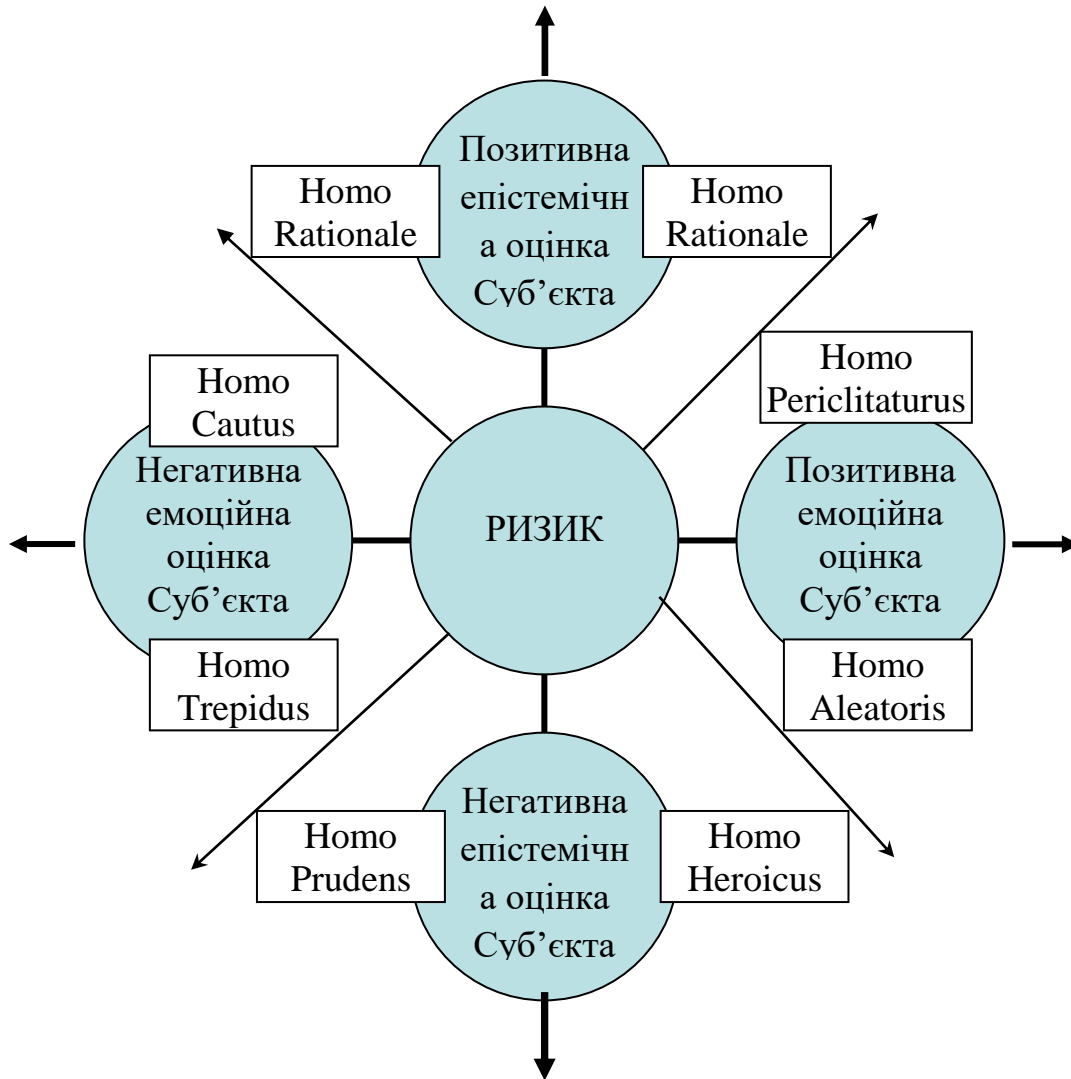 Позитивна
епістемічн
а оцінка
Суб’єкта
Homo
Rationale
Homo
Rationale
Homo
Cautus
Негативна
емоційна
оцінка
Суб’єкта
Homo
Trepidus
РИЗИК
Homo
Periclitaturus
Позитивна
емоційна
оцінка
Суб’єкта
Homo
Aleatoris
Homo
Prudens
Негативна
епістемічн
а оцінка
Суб’єкта
Homo
Heroicus